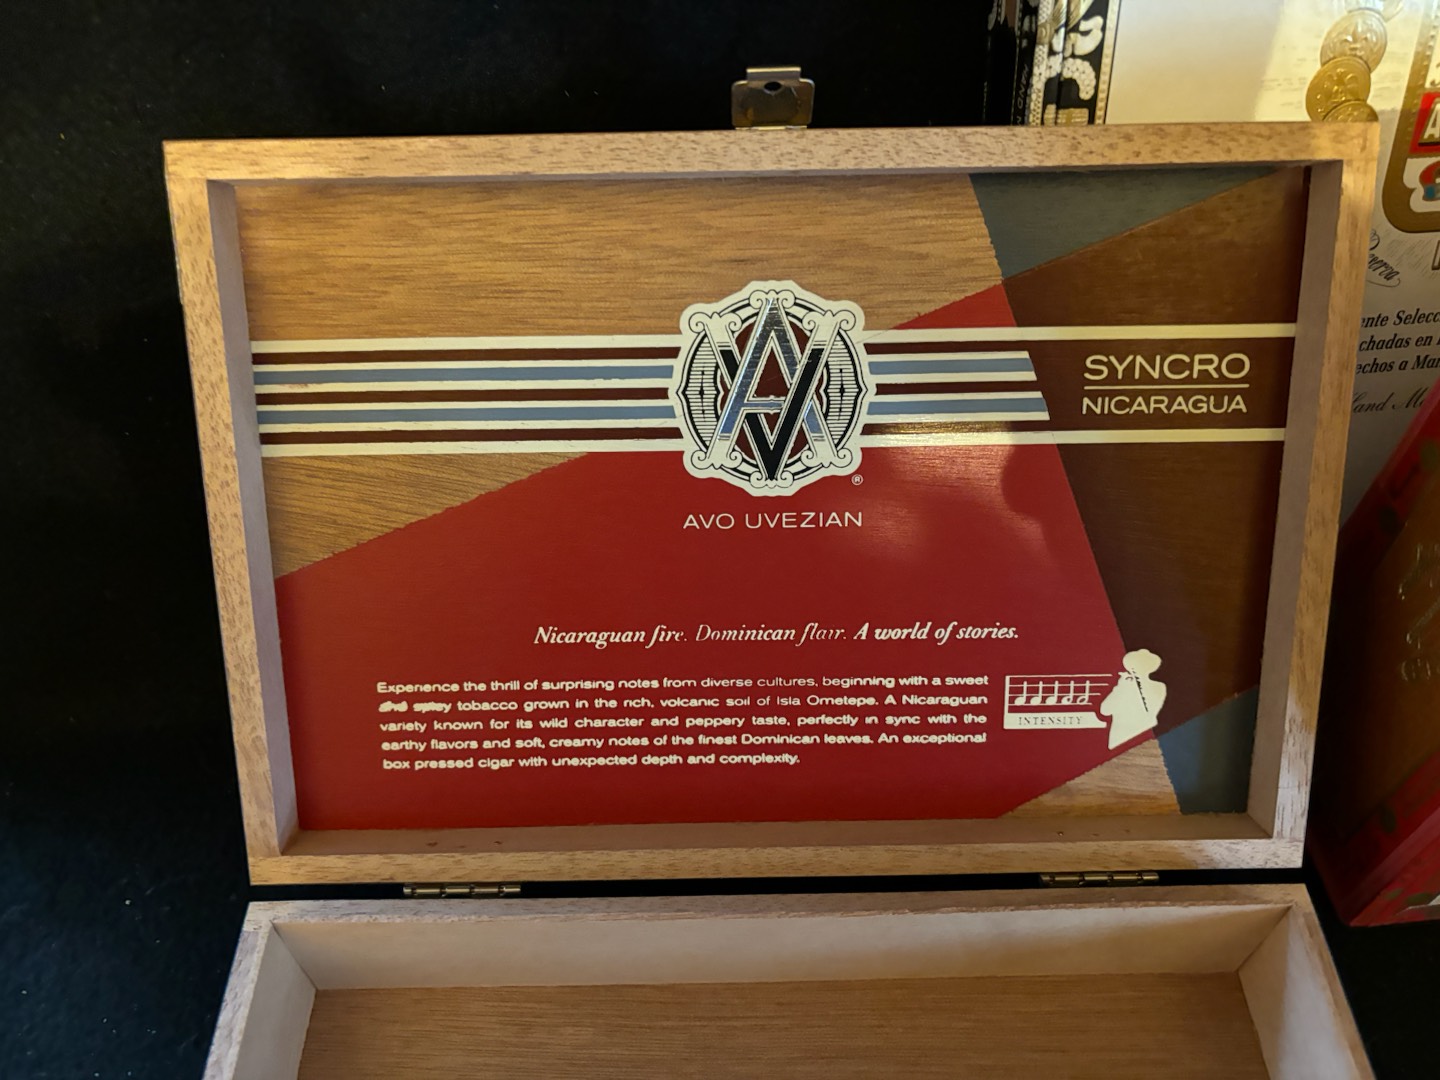 SYNCRO
NICARAGUA
AVO UVEZIAN
Nicaraguan fire. Dominican flair. A world of stories.
Experience the thrill of surprising notes from diverse cultures, beginning with a sweet
and spicy tobacco grown in the rich, volcanic soil of Isla Ometepe. A Nicaraguan
variety known for its wild character and peppery taste, perfectly in sync with the
earthy flavors and soft, creamy notes of the finest Dominican leaves. An exceptional
box pressed cigar with unexpected depth and complexity.
INTENSITY